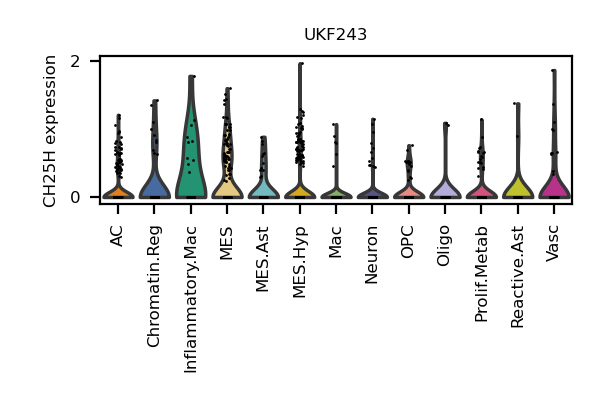 UKF243
CH25H expression
2
0
AC
Chromatin.Reg
Inflammatory.Mac
MES
MES.Ast
MES.Hyp
Mac
Neuron
OPC
Oligo
Prolif.Metab
Reactive.Ast
Vasc